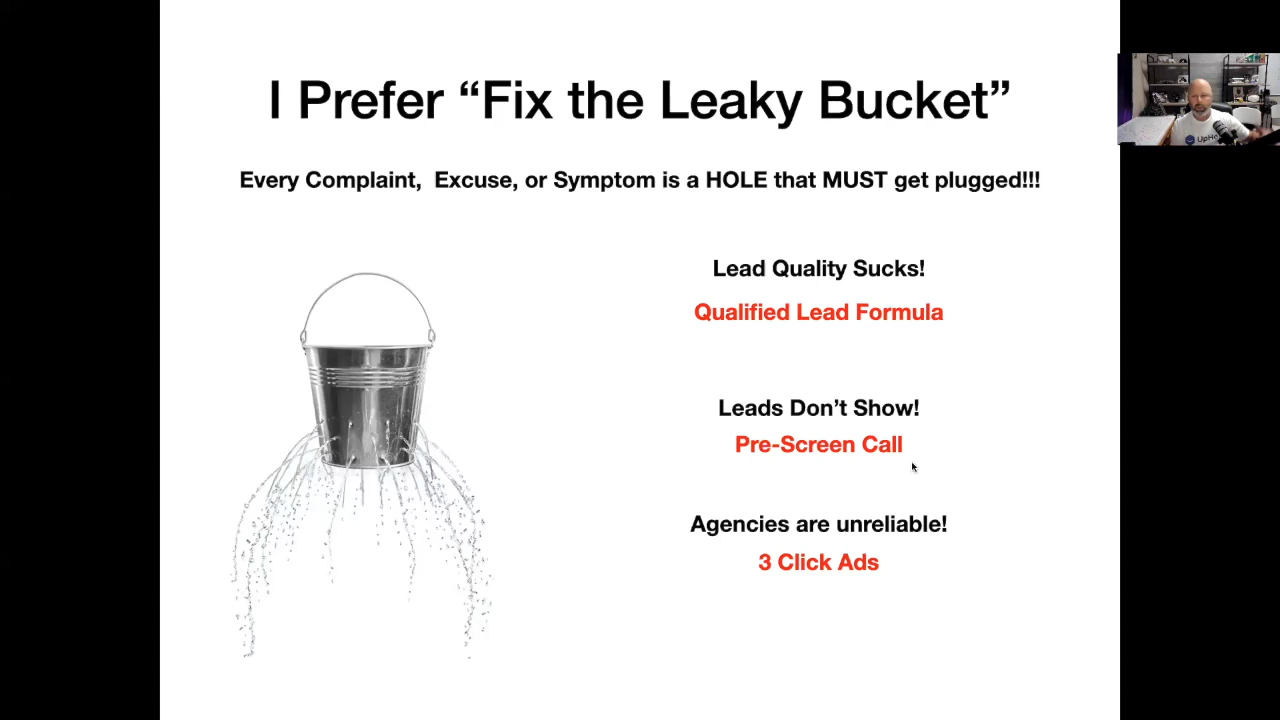 I Prefer “Fix the Leaky Bucket”
Every Complaint,  Excuse, or Symptom is a HOLE that MUST get plugged!!!
Lead Quality Sucks!
Qualified Lead Formula
Leads Don’t Show!
Pre-Screen Call
Agencies are unreliable!
3 Click Ads